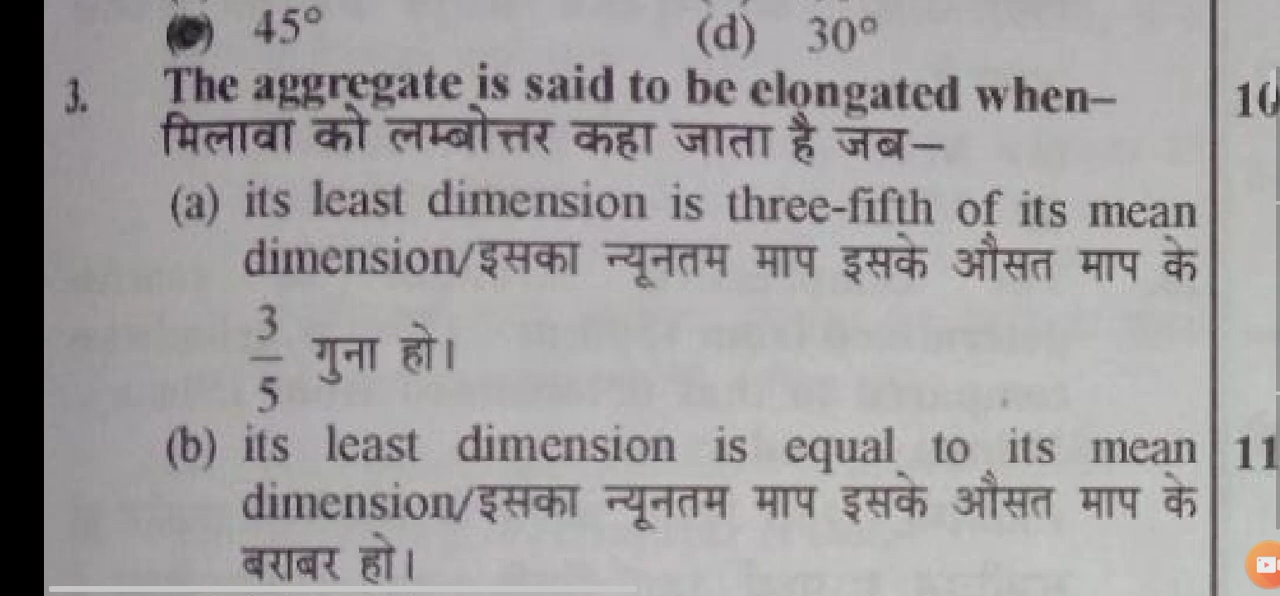 (c) 45° (d) 30°
3. The aggregate is said to be elongated when–
मिलावा को लम्बोत्तर कहा जाता है जब–
(a) its least dimension is three-fifth of its mean
dimension/इसका न्यूनतम माप इसके औसत माप के
3/5 गुना हो।
(b) its least dimension is equal to its mean
dimension/इसका न्यूनतम माप इसके औसत माप के
बराबर हो।
11